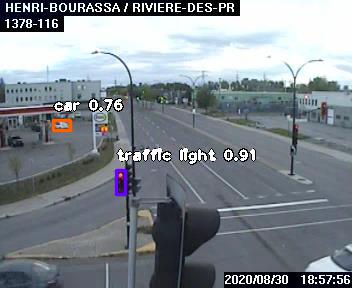 HENRI-BOURASSA / RIVIERE-DES-PR
1378-116
car 0.76
traffic light 0.91
2020/08/30 18:57:56